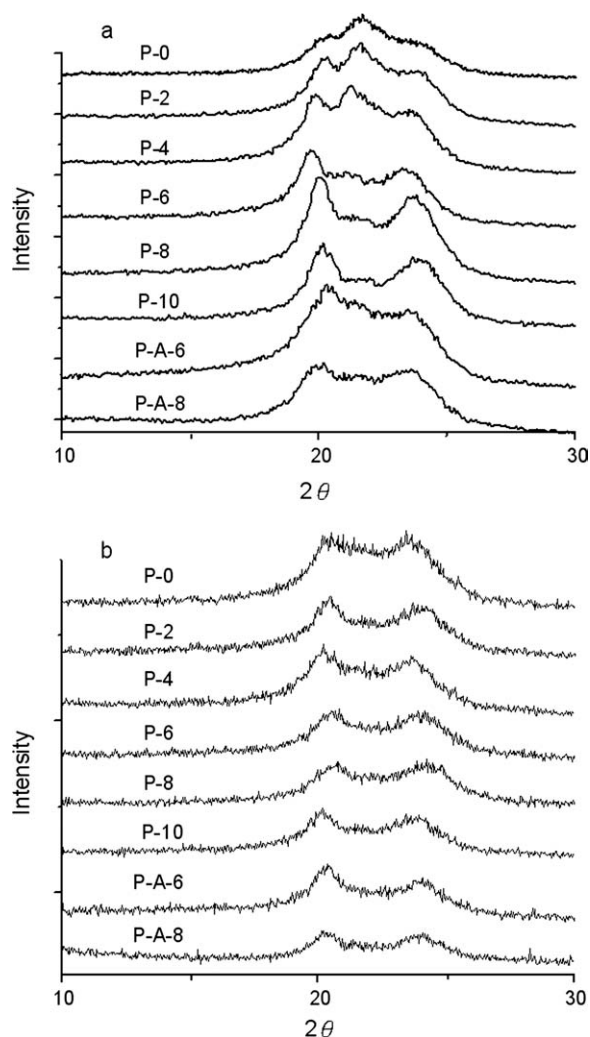 a
P-0
P-2
P-4
P-6
P-8
P-10
P-A-6
P-A-8
Intensity
10 20 30
2θ
b
P-0
P-2
P-4
P-6
P-8
P-10
P-A-6
P-A-8
Intensity
10 20 30
2θ